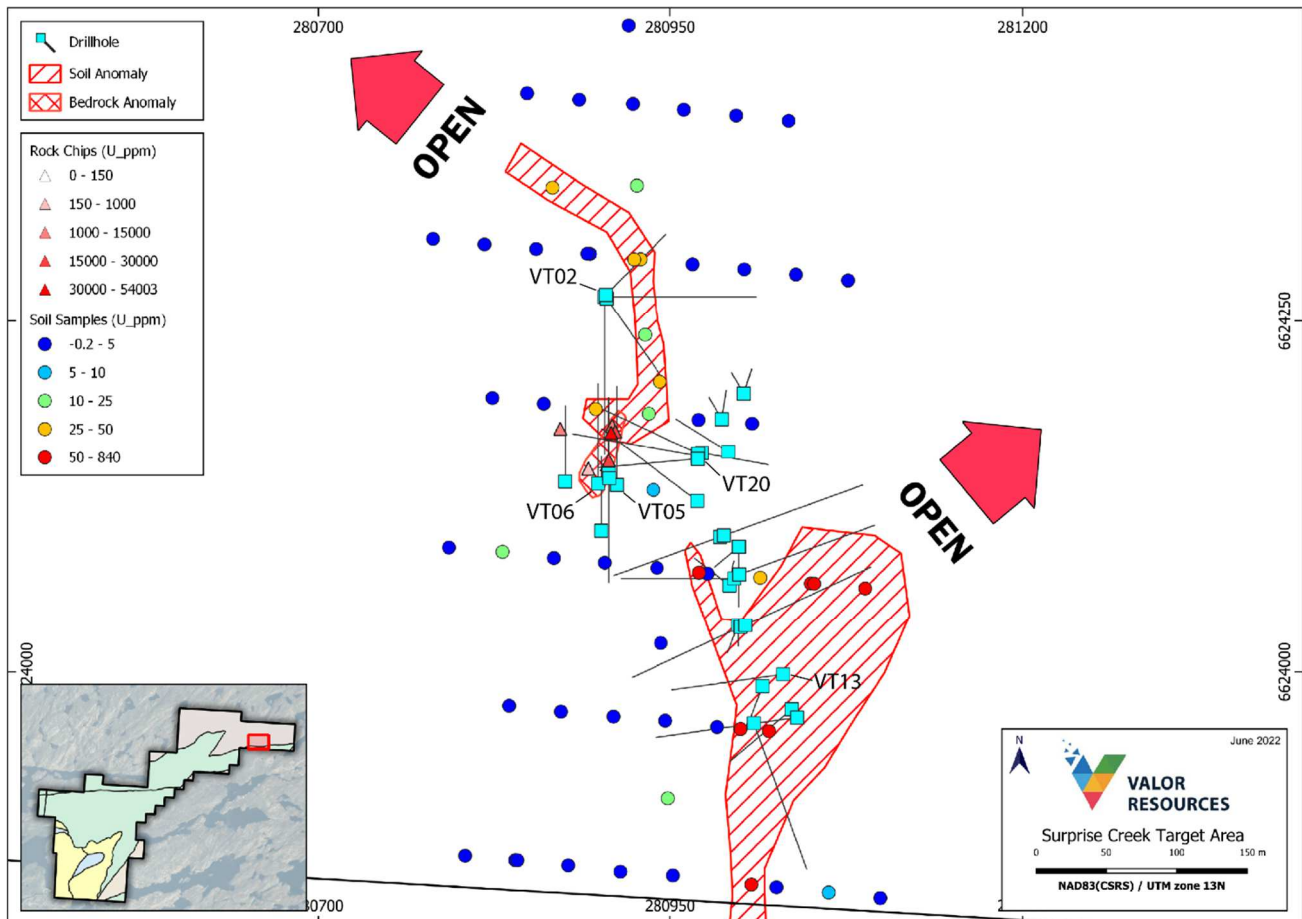 280700
280950
281200
Drillhole
Soil Anomaly
Bedrock Anomaly
Rock Chips (U_ppm)
0 - 150
150 - 1000
1000 - 15000
15000 - 30000
30000 - 54003
Soil Samples (U_ppm)
-0.2 - 5
5 - 10
10 - 25
25 - 50
50 - 840
OPEN
VT02
6624250
VT20
VT06
VT05
OPEN
24000
6624000
VT13
N
June 2022
VALOR
RESOURCES
Surprise Creek Target Area
0 50 100 150 m
NAD83(CSRS) / UTM zone 13N
30700
280950